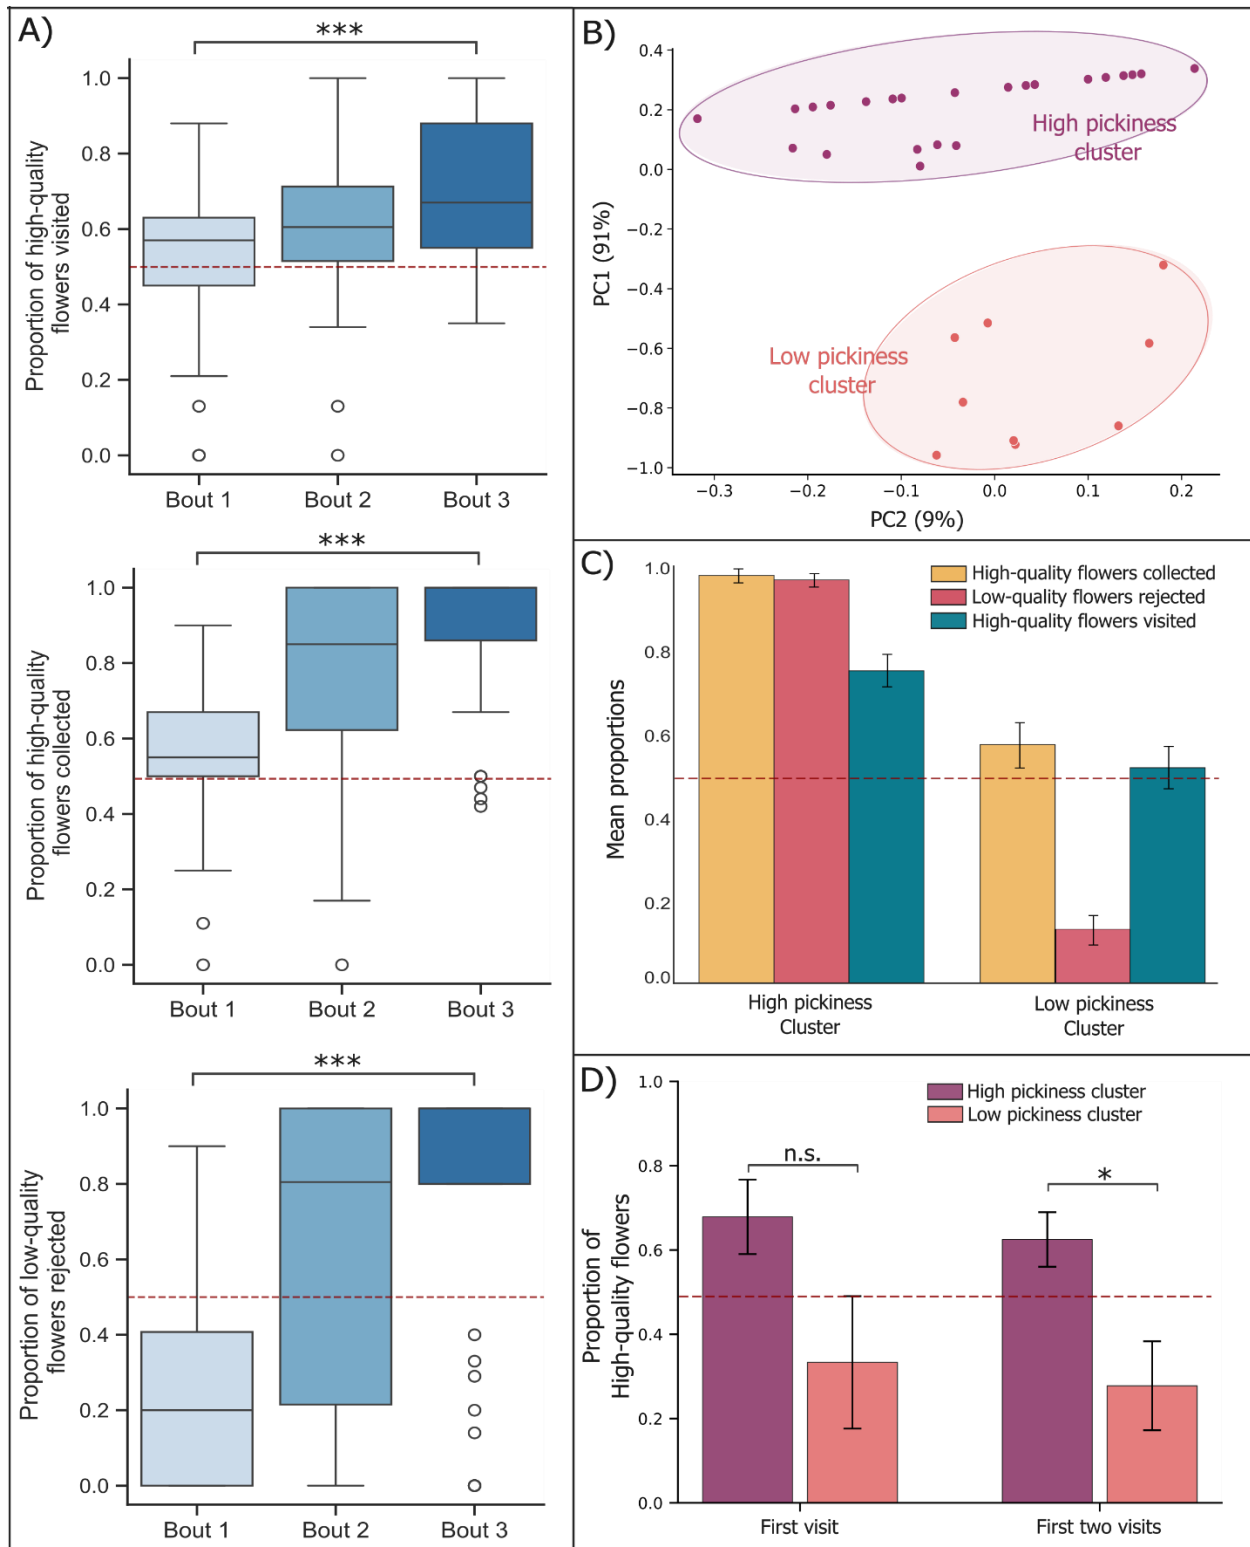 A)
***
Proportion of high-quality
flowers visited
1.0
0.8
0.6
0.4
0.2
0.0
Bout 1
Bout 2
Bout 3
***
Proportion of high-quality
flowers collected
1.0
0.8
0.6
0.4
0.2
0.0
Bout 1
Bout 2
Bout 3
***
Proportion of low-quality
flowers rejected
1.0
0.8
0.6
0.4
0.2
0.0
Bout 1
Bout 2
Bout 3
B)
PC1 (91%)
0.4
0.2
0.0
−0.2
−0.4
−0.6
−0.8
−1.0
High pickiness
cluster
Low pickiness
cluster
−0.3
−0.2
−0.1
0.0
0.1
0.2
PC2 (9%)
C)
Mean proportions
1.0
0.8
0.6
0.4
0.2
0.0
High-quality flowers collected
Low-quality flowers rejected
High-quality flowers visited
High pickiness
Cluster
Low pickiness
Cluster
D)
Proportion of
High-quality flowers
1.0
0.8
0.6
0.4
0.2
0.0
High pickiness cluster
Low pickiness cluster
n.s.
*
First visit
First two visits